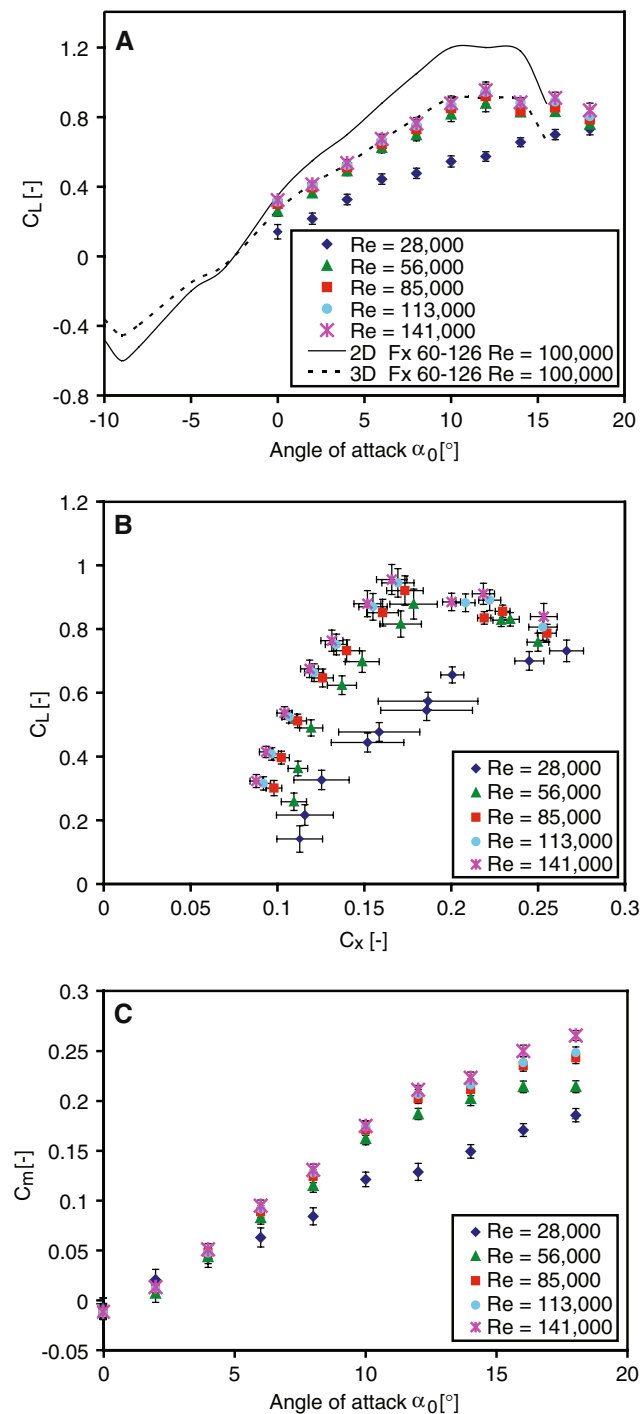 A
1.2
0.8
0.4
0
-0.4
-0.8
C_L [-]
Re = 28,000
Re = 56,000
Re = 85,000
Re = 113,000
Re = 141,000
2D Fx 60-126 Re = 100,000
3D Fx 60-126 Re = 100,000
-10 -5 0 5 10 15 20
Angle of attack α_0 [°]
B
1.2
1
0.8
0.6
0.4
0.2
0
C_L [-]
Re = 28,000
Re = 56,000
Re = 85,000
Re = 113,000
Re = 141,000
0 0.05 0.1 0.15 0.2 0.25 0.3
C_x [-]
C
0.3
0.25
0.2
0.15
0.1
0.05
0
-0.05
C_m [-]
Re = 28,000
Re = 56,000
Re = 85,000
Re = 113,000
Re = 141,000
0 5 10 15 20
Angle of attack α_0 [°]